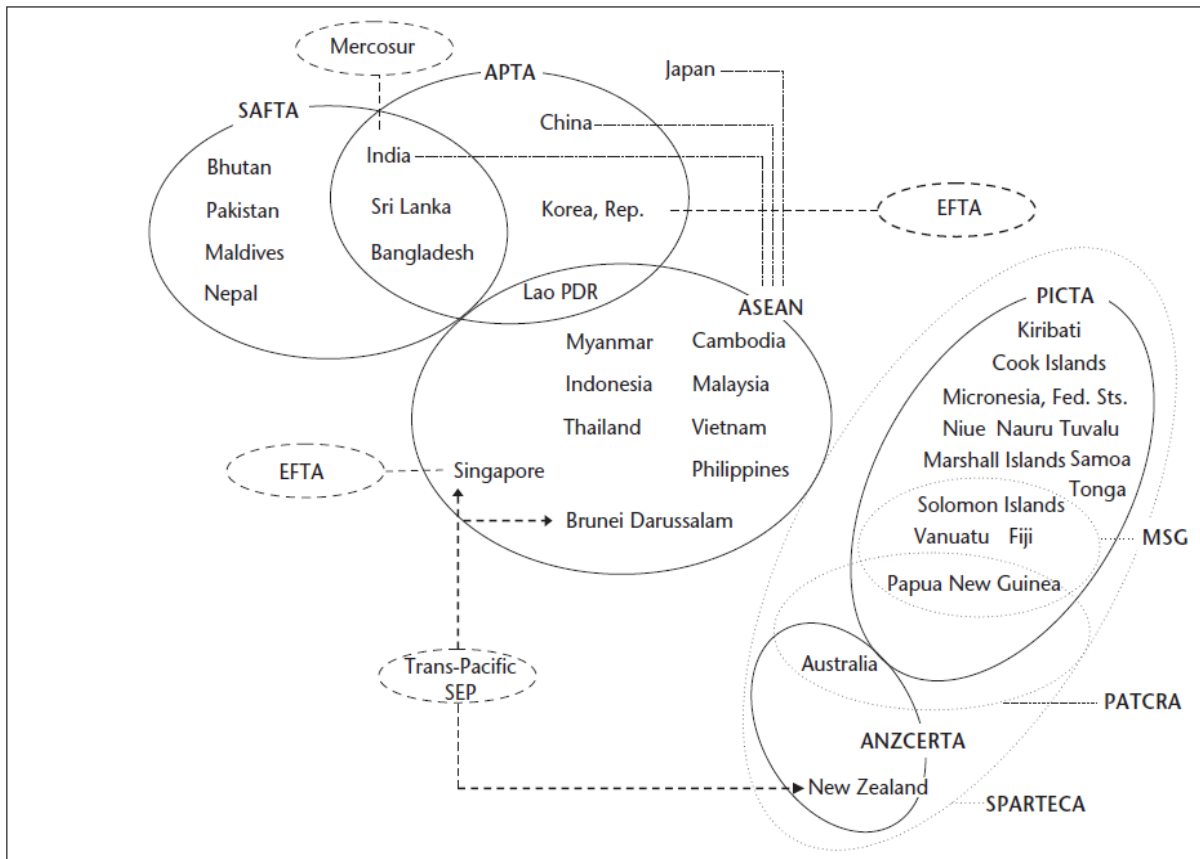 Mercosur
APTA
Japan
SAFTA
China
India
Bhutan
Pakistan
Sri Lanka
Korea, Rep.
EFTA
Maldives
Bangladesh
Nepal
Lao PDR
ASEAN
PICTA
Myanmar
Cambodia
Kiribati
Cook Islands
Indonesia
Malaysia
Micronesia, Fed. Sts.
Thailand
Vietnam
Niue Nauru Tuvalu
EFTA
Singapore
Philippines
Marshall Islands Samoa
Tonga
Solomon Islands
Brunei Darussalam
Vanuatu Fiji
MSG
Papua New Guinea
Trans-Pacific
SEP
Australia
PATCRA
ANZCERTA
New Zealand
SPARTECA